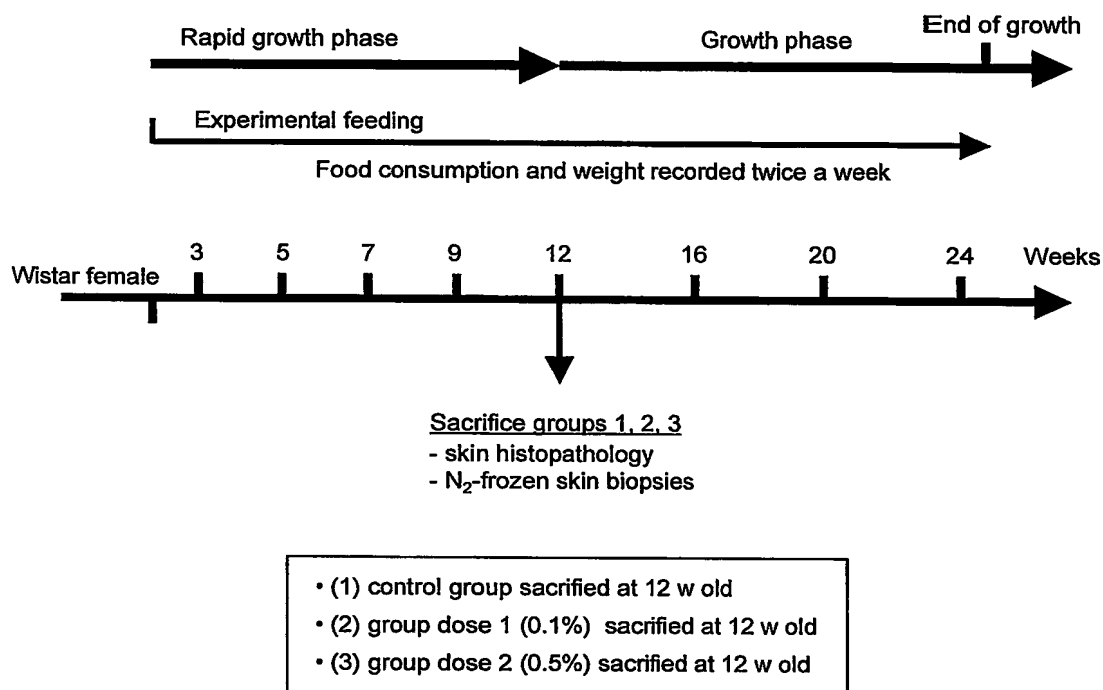 Rapid growth phase
Growth phase
End of growth
Experimental feeding
Food consumption and weight recorded twice a week
3 5 7 9 12 16 20 24 Weeks
Wistar female
Sacrifice groups 1, 2, 3
- skin histopathology
- N₂-frozen skin biopsies
• (1) control group sacrified at 12 w old
• (2) group dose 1 (0.1%) sacrified at 12 w old
• (3) group dose 2 (0.5%) sacrified at 12 w old